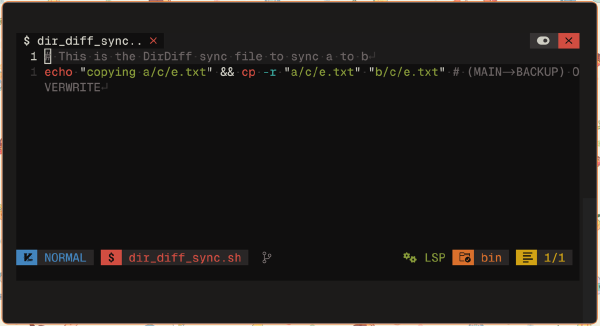 $ dir_diff_sync.. ×
1 # This is the DirDiff sync file to sync a to b
1 echo "copying a/c/e.txt" && cp -r "a/c/e.txt" "b/c/e.txt" # (MAIN->BACKUP) O
VERWRITE
NORMAL $ dir_diff_sync.sh LSP bin 1/1